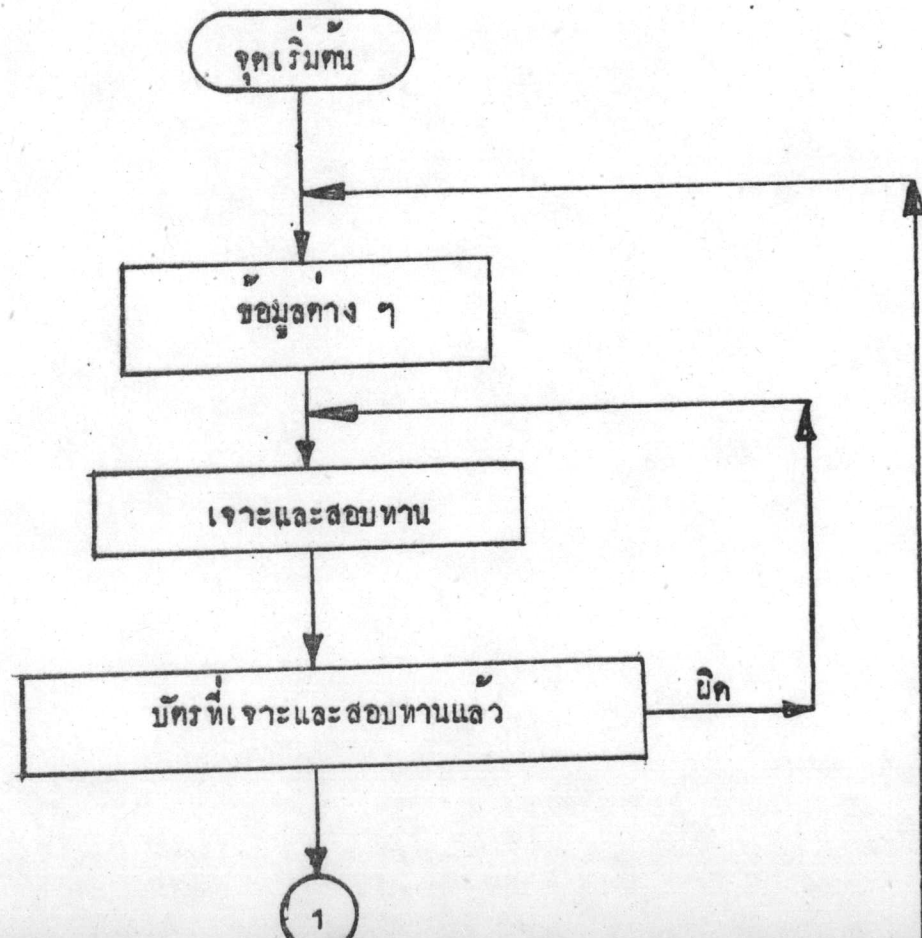 จุดเริ่มต้น
ข้อมูลต่าง ๆ
เจาะและสอบทาน
บัตรที่เจาะและสอบทานแล้ว
ผิด
1